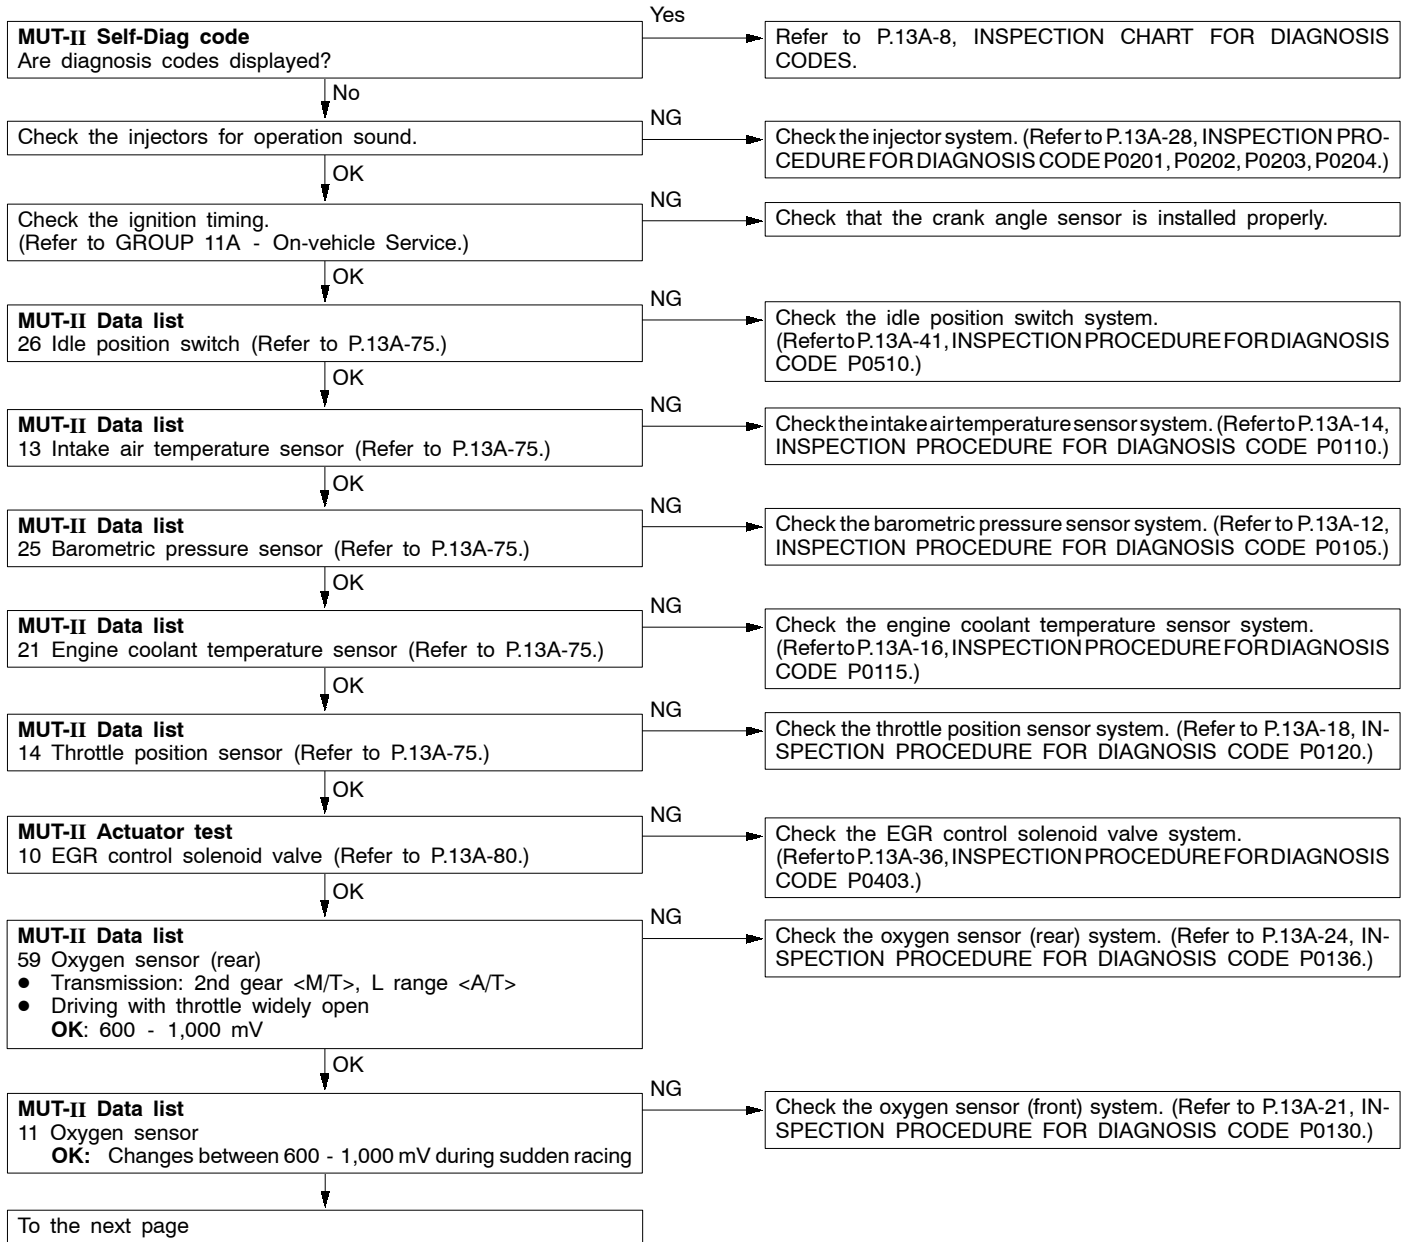 Yes
MUT-II Self-Diag code
Are diagnosis codes displayed?
Refer to P.13A-8, INSPECTION CHART FOR DIAGNOSIS
CODES.
No
Check the injectors for operation sound.
NG
Check the injector system. (Refer to P.13A-28, INSPECTION PRO-
CEDURE FOR DIAGNOSIS CODE P0201, P0202, P0203, P0204.)
OK
Check the ignition timing.
(Refer to GROUP 11A - On-vehicle Service.)
NG
Check that the crank angle sensor is installed properly.
OK
MUT-II Data list
26 Idle position switch (Refer to P.13A-75.)
NG
Check the idle position switch system.
(Refer to P.13A-41, INSPECTION PROCEDURE FOR DIAGNOSIS
CODE P0510.)
OK
MUT-II Data list
13 Intake air temperature sensor (Refer to P.13A-75.)
NG
Check the intake air temperature sensor system. (Refer to P.13A-14,
INSPECTION PROCEDURE FOR DIAGNOSIS CODE P0110.)
OK
MUT-II Data list
25 Barometric pressure sensor (Refer to P.13A-75.)
NG
Check the barometric pressure sensor system. (Refer to P.13A-12,
INSPECTION PROCEDURE FOR DIAGNOSIS CODE P0105.)
OK
MUT-II Data list
21 Engine coolant temperature sensor (Refer to P.13A-75.)
NG
Check the engine coolant temperature sensor system.
(Refer to P.13A-16, INSPECTION PROCEDURE FOR DIAGNOSIS
CODE P0115.)
OK
MUT-II Data list
14 Throttle position sensor (Refer to P.13A-75.)
NG
Check the throttle position sensor system. (Refer to P.13A-18, IN-
SPECTION PROCEDURE FOR DIAGNOSIS CODE P0120.)
OK
MUT-II Actuator test
10 EGR control solenoid valve (Refer to P.13A-80.)
NG
Check the EGR control solenoid valve system.
(Refer to P.13A-36, INSPECTION PROCEDURE FOR DIAGNOSIS
CODE P0403.)
OK
MUT-II Data list
59 Oxygen sensor (rear)
● Transmission: 2nd gear <M/T>, L range <A/T>
● Driving with throttle widely open
OK: 600 - 1,000 mV
NG
Check the oxygen sensor (rear) system. (Refer to P.13A-24, IN-
SPECTION PROCEDURE FOR DIAGNOSIS CODE P0136.)
OK
MUT-II Data list
11 Oxygen sensor
OK: Changes between 600 - 1,000 mV during sudden racing
NG
Check the oxygen sensor (front) system. (Refer to P.13A-21, IN-
SPECTION PROCEDURE FOR DIAGNOSIS CODE P0130.)
To the next page